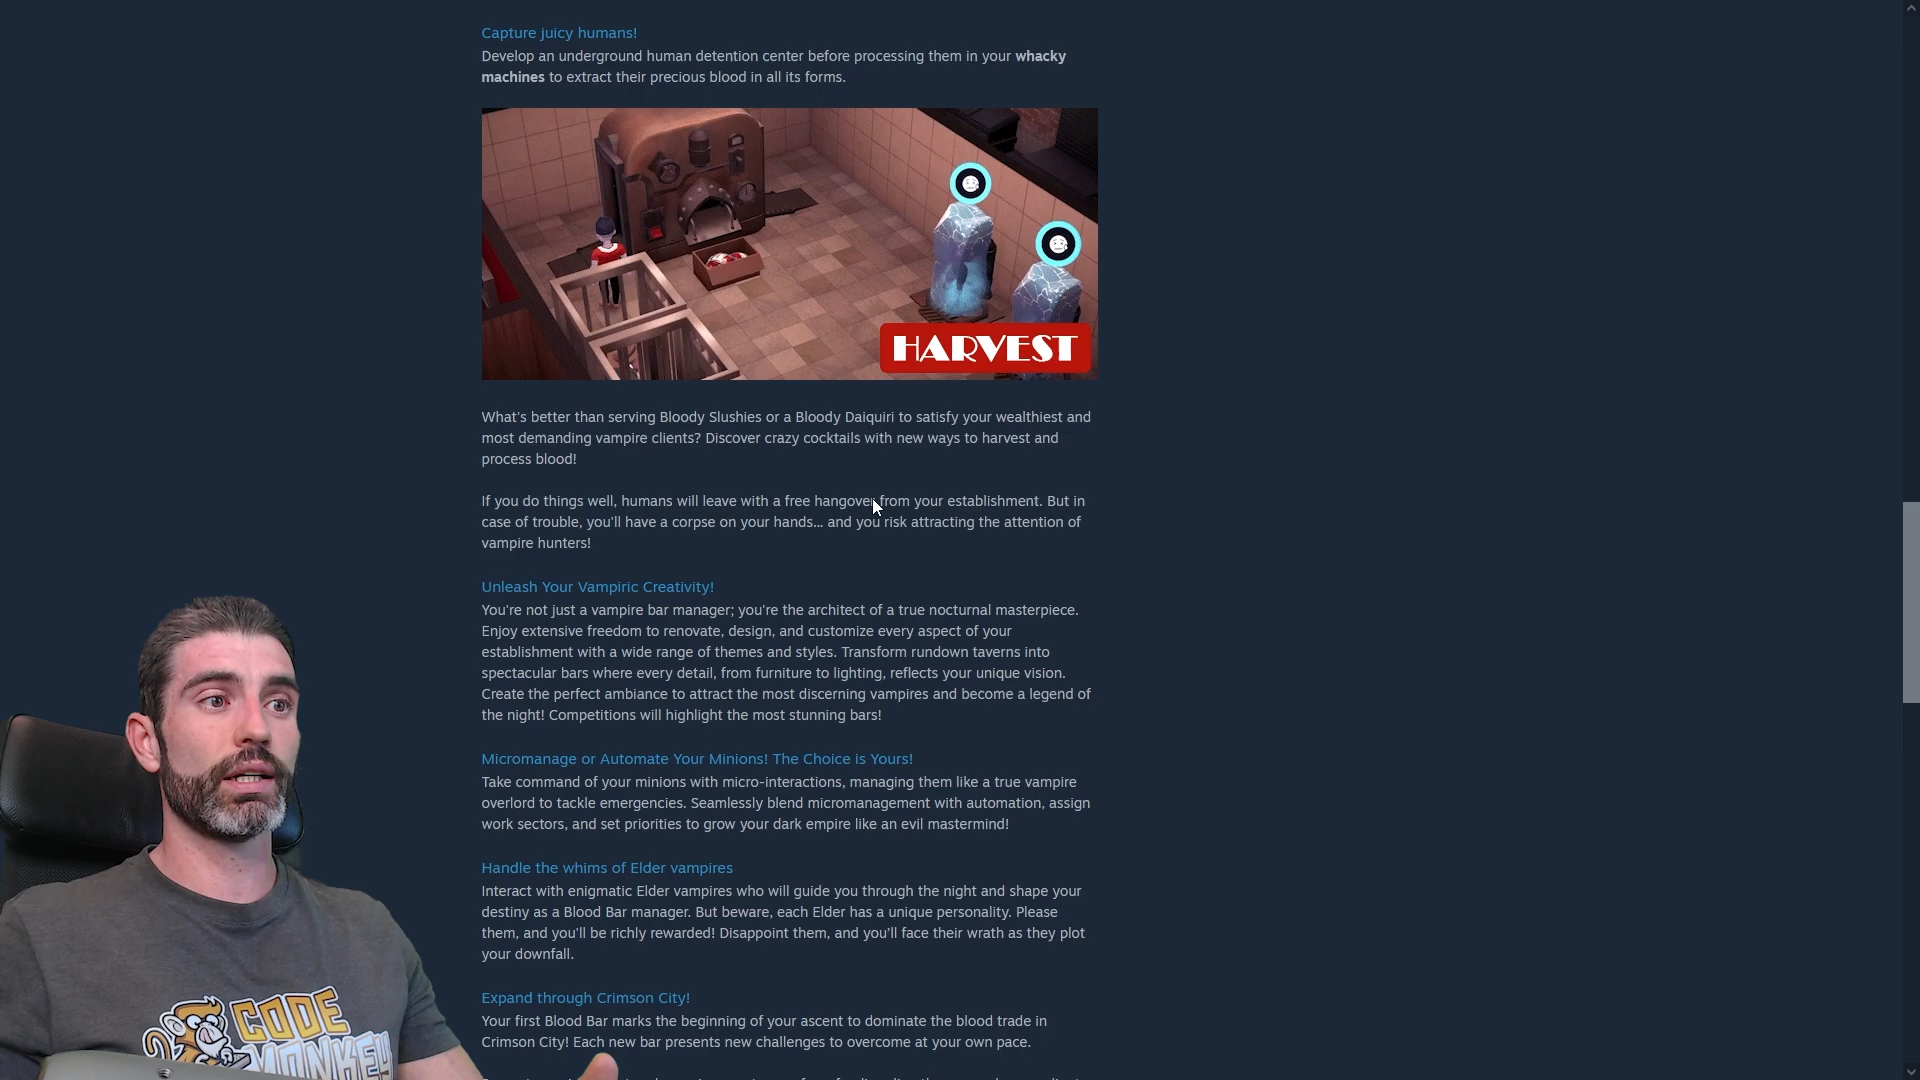 Capture juicy humans!
Develop an underground human detention center before processing them in your whacky
machines to extract their precious blood in all its forms.
HARVEST
What's better than serving Bloody Slushies or a Bloody Daiquiri to satisfy your wealthiest and
most demanding vampire clients? Discover crazy cocktails with new ways to harvest and
process blood!
If you do things well, humans will leave with a free hangover from your establishment. But in
case of trouble, you'll have a corpse on your hands... and you risk attracting the attention of
vampire hunters!
Unleash Your Vampiric Creativity!
You're not just a vampire bar manager; you're the architect of a true nocturnal masterpiece.
Enjoy extensive freedom to renovate, design, and customize every aspect of your
establishment with a wide range of themes and styles. Transform rundown taverns into
spectacular bars where every detail, from furniture to lighting, reflects your unique vision.
Create the perfect ambiance to attract the most discerning vampires and become a legend of
the night! Competitions will highlight the most stunning bars!
Micromanage or Automate Your Minions! The Choice is Yours!
Take command of your minions with micro-interactions, managing them like a true vampire
overlord to tackle emergencies. Seamlessly blend micromanagement with automation, assign
work sectors, and set priorities to grow your dark empire like an evil mastermind!
Handle the whims of Elder vampires
Interact with enigmatic Elder vampires who will guide you through the night and shape your
destiny as a Blood Bar manager. But beware, each Elder has a unique personality. Please
them, and you'll be richly rewarded! Disappoint them, and you'll face their wrath as they plot
your downfall.
Expand through Crimson City!
Your first Blood Bar marks the beginning of your ascent to dominate the blood trade in
Crimson City! Each new bar presents new challenges to overcome at your own pace.
CODE
MONKEY